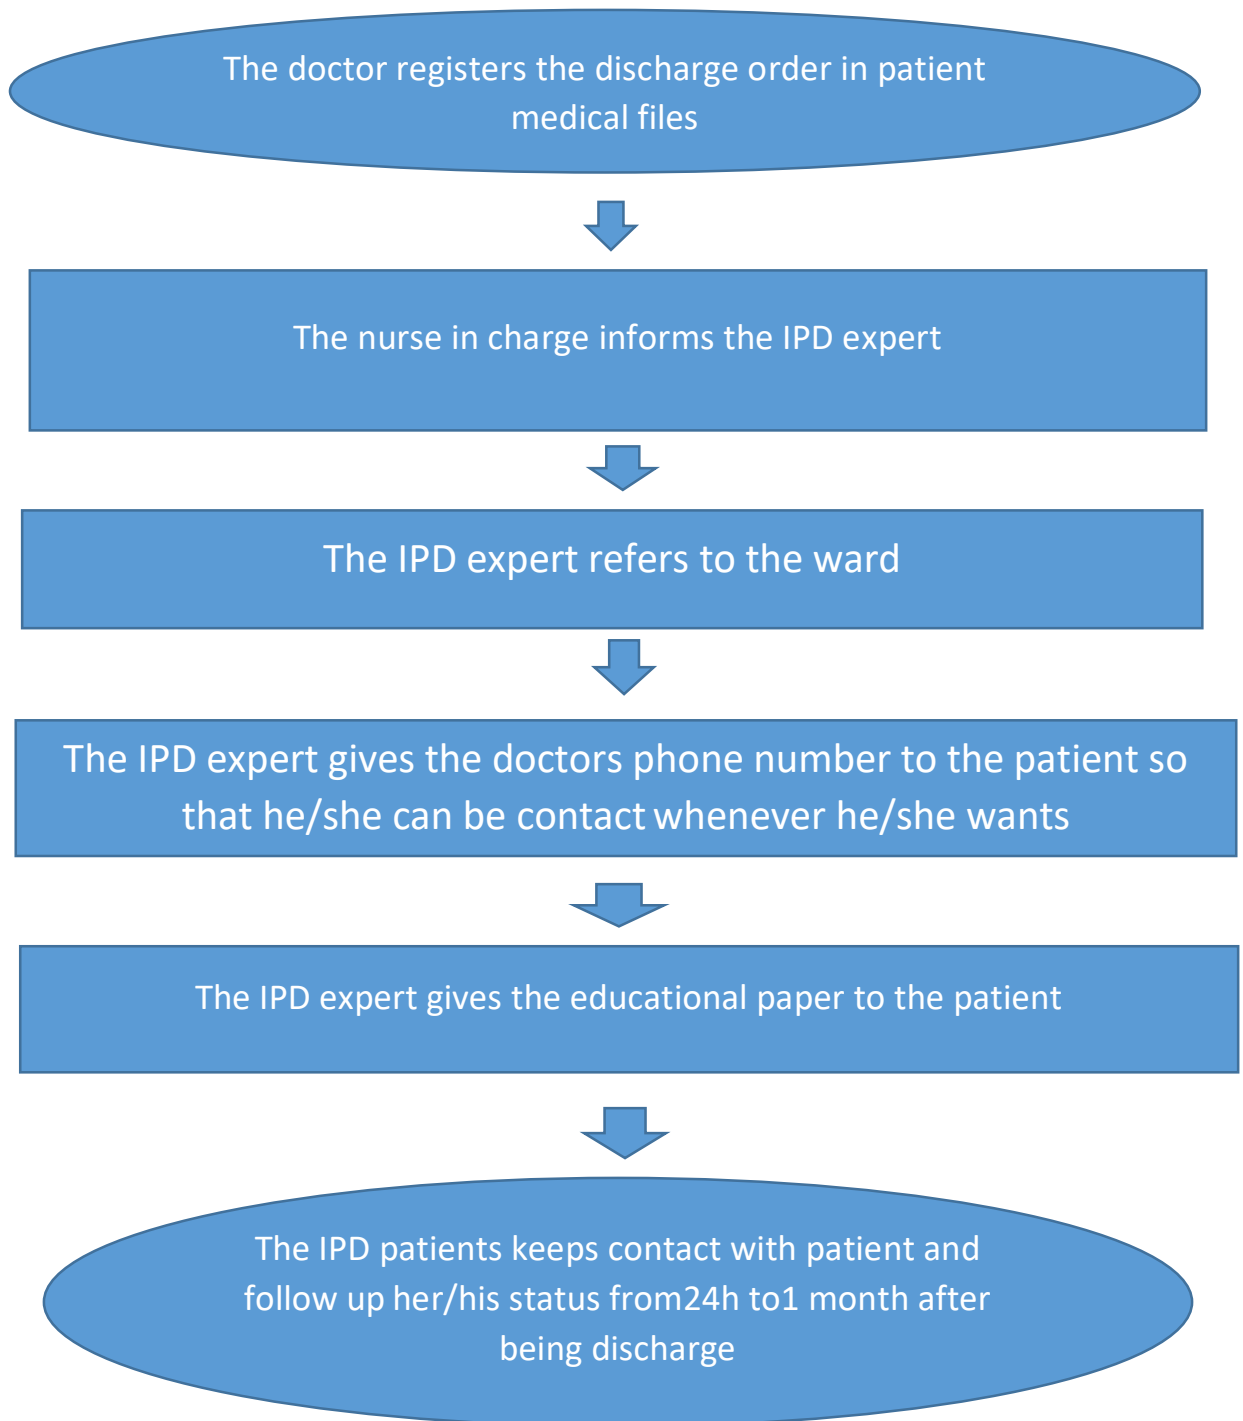 The doctor registers the discharge order in patient
medical files
The nurse in charge informs the IPD expert
The IPD expert refers to the ward
The IPD expert gives the doctors phone number to the patient so
that he/she can be contact whenever he/she wants
The IPD expert gives the educational paper to the patient
The IPD patients keeps contact with patient and
follow up her/his status from24h to1 month after
being discharge